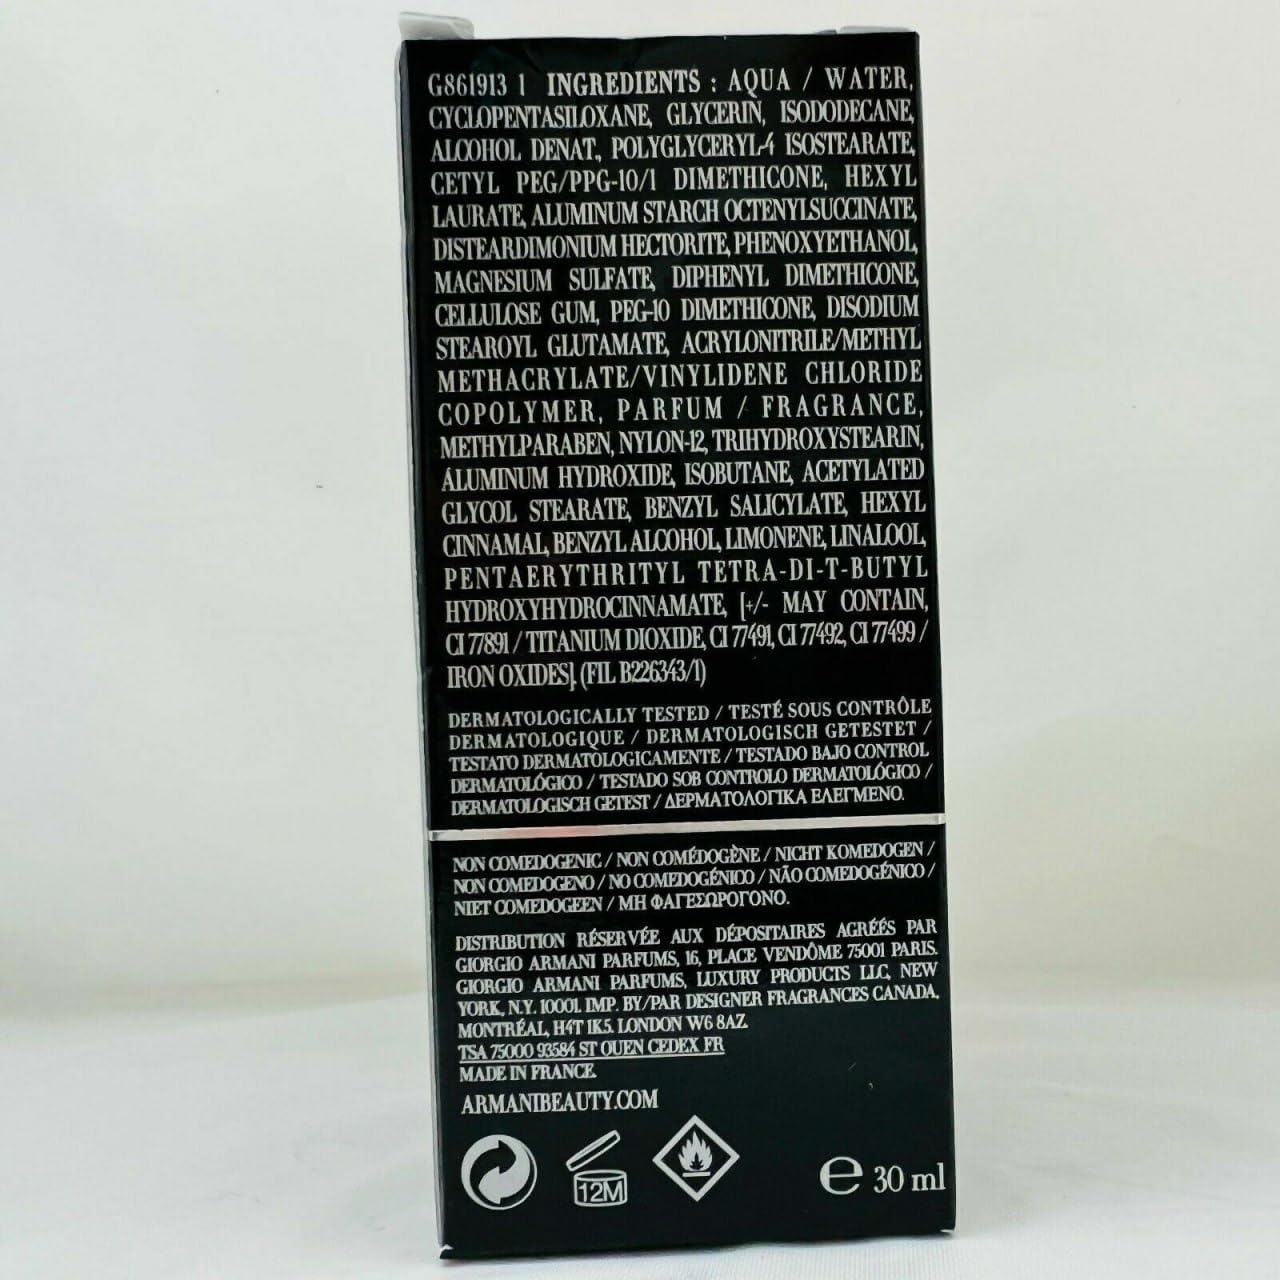 G861913 1 INGREDIENTS : AQUA / WATER,
CYCLOPENTASILOXANE, GLYCERIN, ISODODECANE,
ALCOHOL DENAT., POLYGLYCERYL-4 ISOSTEARATE,
CETYL PEG/PPG-10/1 DIMETHICONE, HEXYL
LAURATE, ALUMINUM STARCH OCTENYLSUCCINATE,
DISTEARDIMONIUM HECTORITE, PHENOXYETHANOL,
MAGNESIUM SULFATE, DIPHENYL DIMETHICONE,
CELLULOSE GUM, PEG-10 DIMETHICONE, DISODIUM
STEAROYL GLUTAMATE, ACRYLONITRILE/METHYL
METHACRYLATE/VINYLIDENE CHLORIDE
COPOLYMER, PARFUM / FRAGRANCE,
METHYLPARABEN, NYLON-12, TRIHYDROXYSTEARIN,
ALUMINUM HYDROXIDE, ISOBUTANE, ACETYLATED
GLYCOL STEARATE, BENZYL SALICYLATE, HEXYL
CINNAMAL, BENZYL ALCOHOL, LIMONENE, LINALOOL,
PENTAERYTHRITYL TETRA-DI-T-BUTYL
HYDROXYHYDROCINNAMATE, [+/- MAY CONTAIN,
CI 77891 / TITANIUM DIOXIDE, CI 77491, CI 77492, CI 77499 /
IRON OXIDES]. (FIL B226343/1)
DERMATOLOGICALLY TESTED / TESTÉ SOUS CONTRÔLE
DERMATOLOGIQUE / DERMATOLOGISCH GETESTET /
TESTATO DERMATOLOGICAMENTE / TESTADO BAJO CONTROL
DERMATOLÓGICO / TESTADO SOB CONTROLO DERMATOLÓGICO /
DERMATOLOGISCH GETEST / ΔΕΡΜΑΤΟΛΟΓΙΚΑ ΕΛΕΓΜΕΝΟ.
NON COMEDOGENIC / NON COMÉDOGÈNE / NICHT KOMEDOGEN /
NON COMEDOGENO / NO COMEDOGÉNICO / NÃO COMEDOGÉNICO /
NIET COMEDOGEEN / ΜΗ ΦΑΓΕΣΩΡΟΓΟΝΟ.
DISTRIBUTION RÉSERVÉE AUX DÉPOSITAIRES AGRÉÉS PAR
GIORGIO ARMANI PARFUMS, 16, PLACE VENDÔME 75001 PARIS.
GIORGIO ARMANI PARFUMS, LUXURY PRODUCTS LLC, NEW
YORK, N.Y. 10001. IMP. BY/PAR DESIGNER FRAGRANCES CANADA,
MONTRÉAL, H4T 1K5. LONDON W6 8AZ.
TSA 75000 93584 ST OUEN CEDEX FR
MADE IN FRANCE.
ARMANIBEAUTY.COM
12M
℮ 30 ml